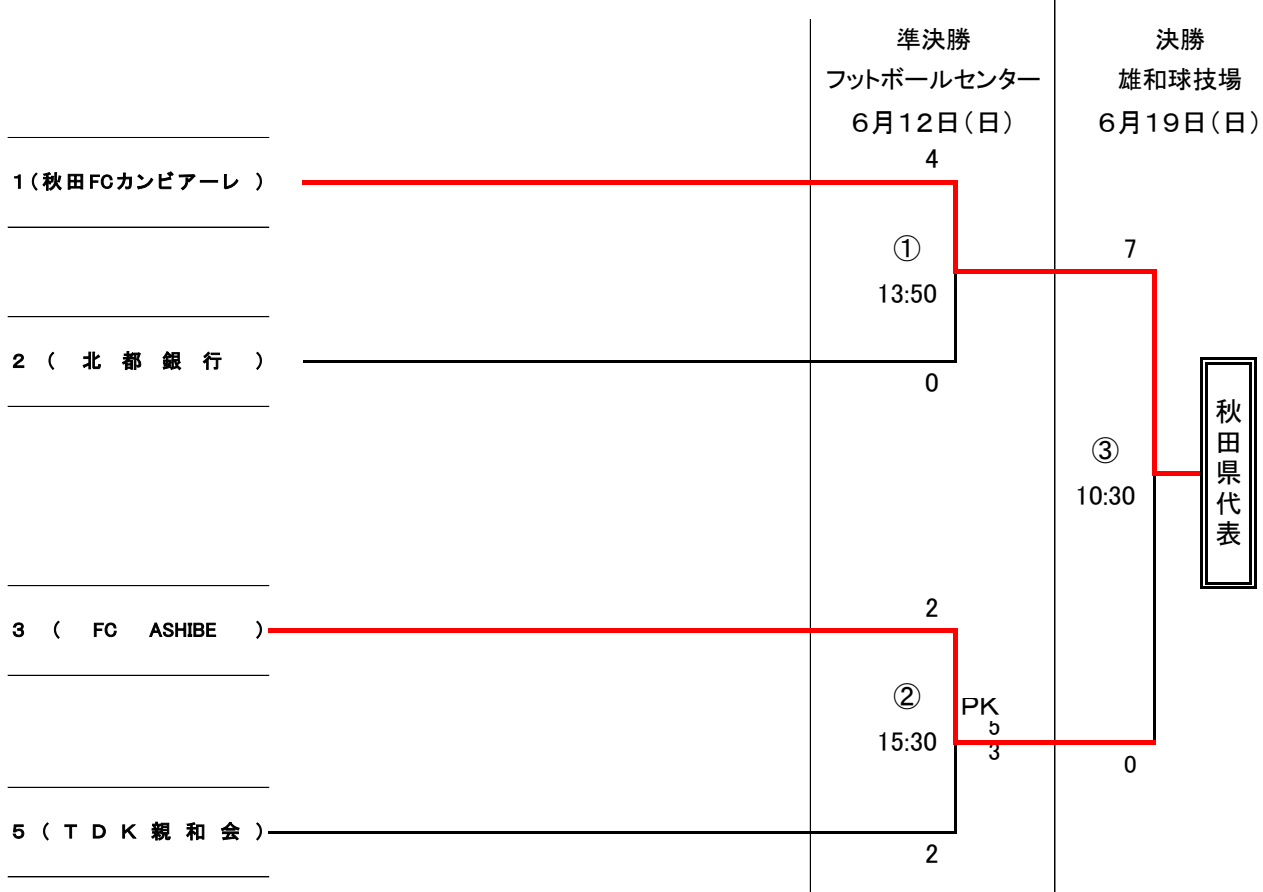 準決勝
フットボールセンター
6月12日(日)
決勝
雄和球技場
6月19日(日)
1(秋田FCカンビアーレ )
4
①
13:50
2 ( 北 都 銀 行 )
0
7
③
10:30
秋田県代表
3 ( FC ASHIBE )
2
②
15:30
PK
5
3
0
5 ( T D K 親 和 会 )
2